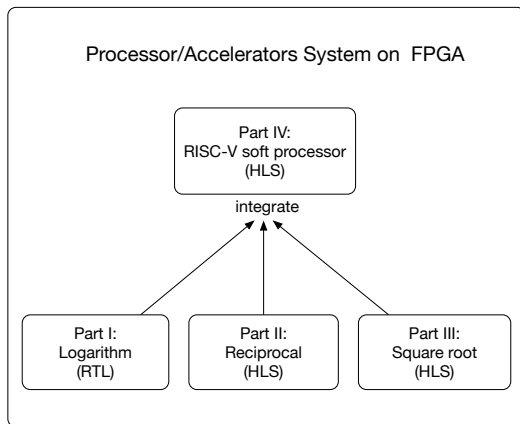 Processor/Accelerators System on FPGA
Part IV:
RISC-V soft processor
(HLS)
integrate
Part I:
Logarithm
(RTL)
Part II:
Reciprocal
(HLS)
Part III:
Square root
(HLS)